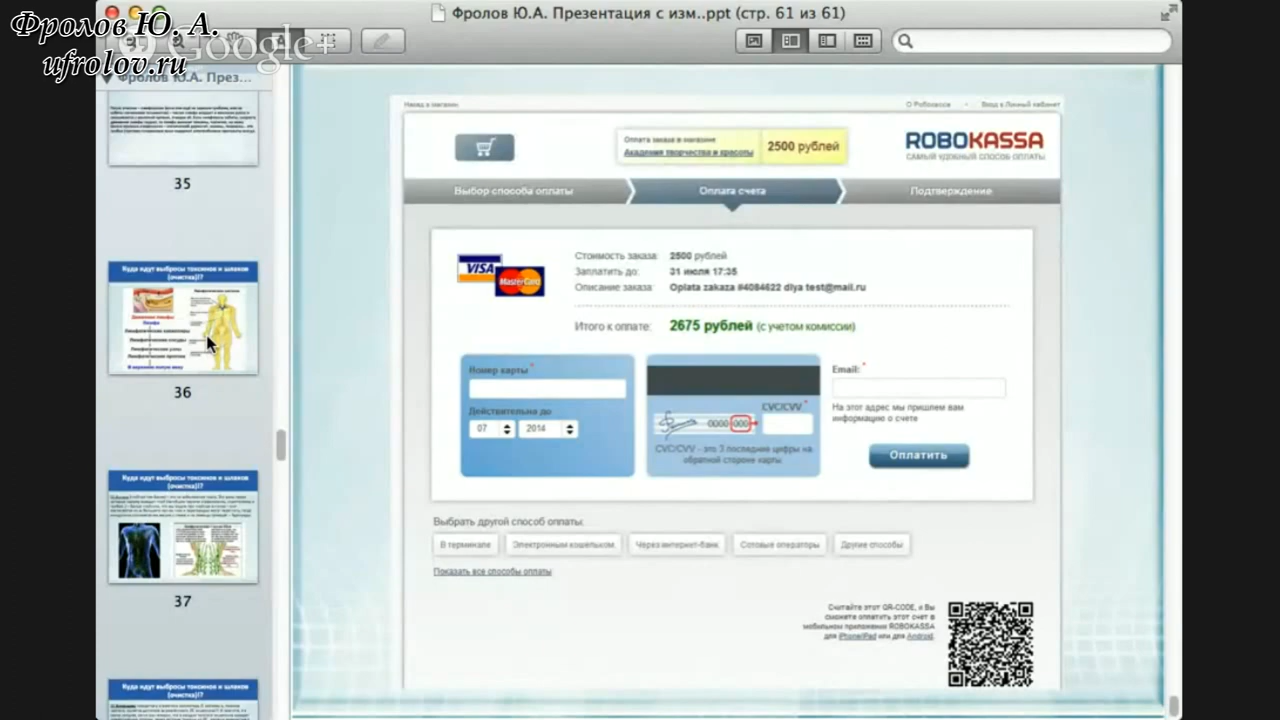 Фролов Ю.А. Презентация с изм..ppt (стр. 61 из 61)
Фролов Ю. А.
ufrolov.ru
Google+
Фролов Ю.А. През...
35
Куда идут выбросы токсинов и шлаков
(очистка)!?
36
Куда идут выбросы токсинов и шлаков
(очистка)!?
37
Куда идут выбросы токсинов и шлаков
(очистка)!?
Назад в магазин
О Робокассе
Вход в Личный кабинет
Оплата заказа в магазине
Академия творчества и красоты
2500 рублей
ROBOKASSA
САМЫЙ УДОБНЫЙ СПОСОБ ОПЛАТЫ
Выбор способа оплаты
Оплата счета
Подтверждение
VISA
MasterCard
Стоимость заказа: 2500 рублей
Заплатить до: 31 июля 17:35
Описание заказа: Oplata zakaza #4084622 dlya test@mail.ru
Итого к оплате: 2675 рублей (с учетом комиссии)
Номер карты *
Действительна до
07 2014
CVC/CVV *
0000 000
CVC/CVV - это 3 последние цифры на
обратной стороне карты
Email: *
На этот адрес мы пришлем вам
информацию о счете
Оплатить
Выбрать другой способ оплаты:
В терминале
Электронным кошельком
Через интернет-банк
Сотовые операторы
Другие способы
Показать все способы оплаты
Считайте этот QR-CODE, и Вы
сможете оплатить этот счет в
мобильном приложении ROBOKASSA
для iPhone/iPad или для Android.